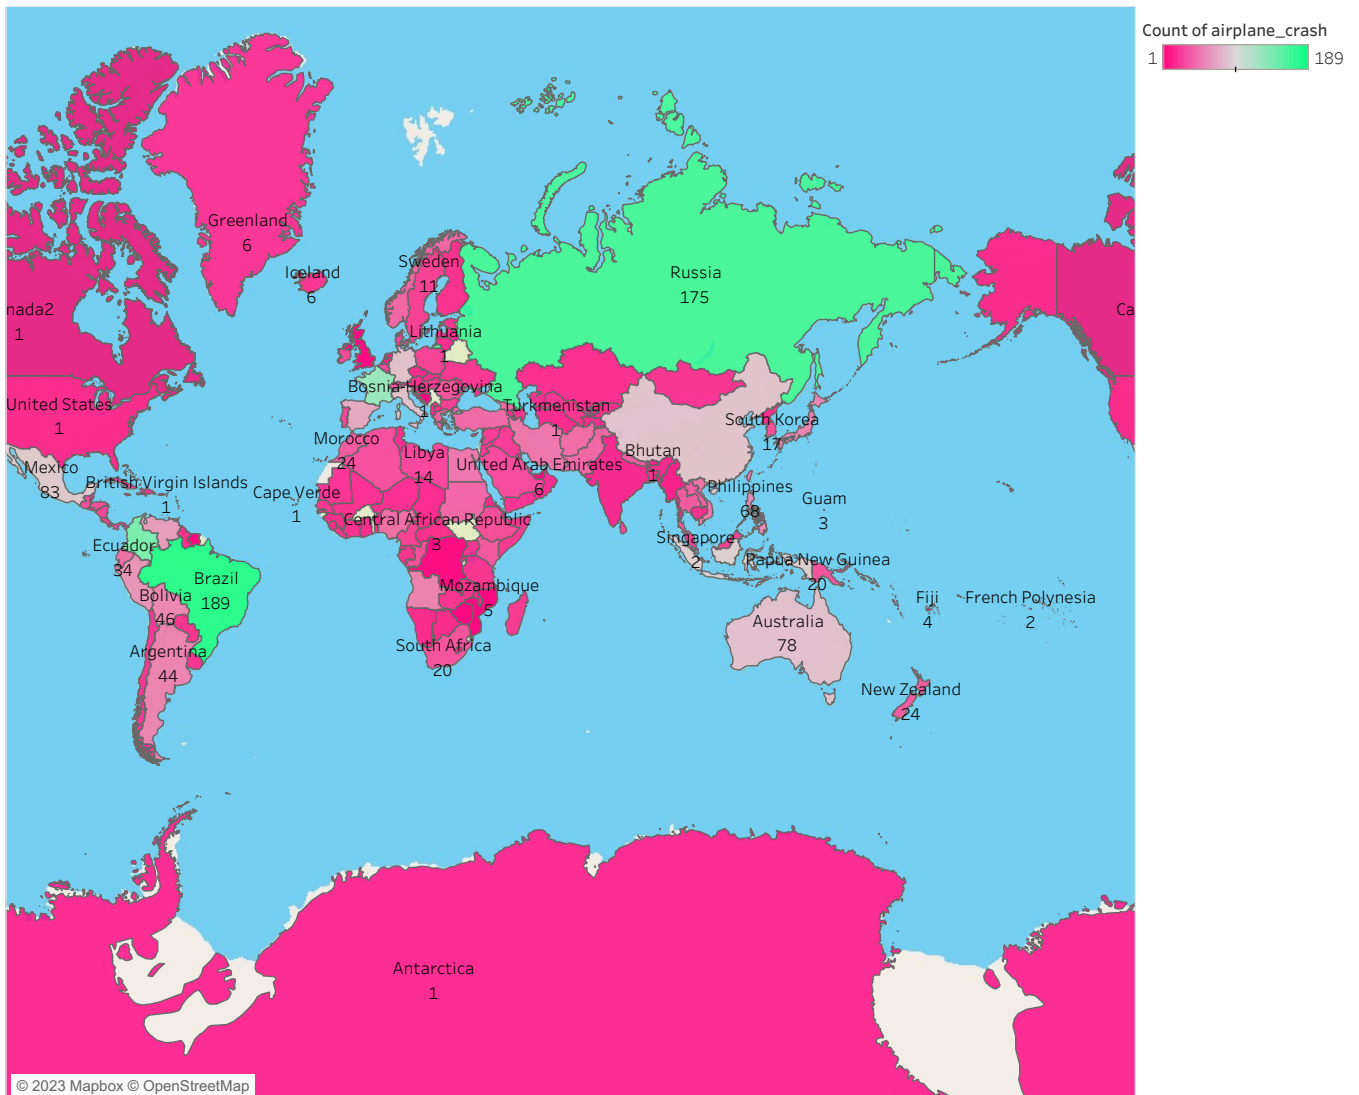 Count of airplane_crash
1
189
Greenland
6
Iceland
6
Sweden
11
Russia
175
nada2
1
Ca
Lithuania
1
Bosnia-Herzegovina
1
United States
1
Turkmenistan
1
South Korea
17
Morocco
24
Libya
14
Bhutan
1
United Arab Emirates
6
Mexico
83
British Virgin Islands
1
Cape Verde
1
Philippines
68
Guam
3
Central African Republic
3
Singapore
2
Ecuador
34
Papua New Guinea
20
Brazil
189
Mozambique
5
Bolivia
46
Fiji
4
French Polynesia
2
Australia
78
South Africa
20
Argentina
44
New Zealand
24
Antarctica
1
© 2023 Mapbox © OpenStreetMap